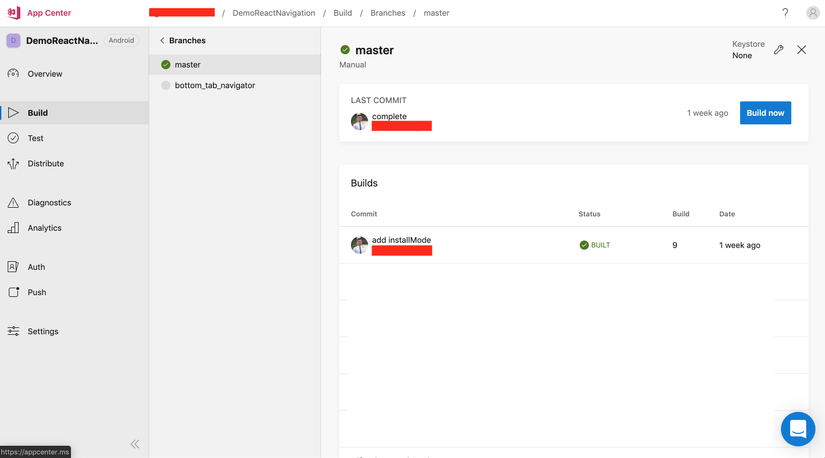 App Center
/ DemoReactNavigation / Build / Branches / master
?
D DemoReactNa... Android
Overview
Build
Test
Distribute
Diagnostics
Analytics
Auth
Push
Settings
https://appcenter.ms
Branches
master
bottom_tab_navigator
master
Manual
Keystore
None
LAST COMMIT
complete
1 week ago
Build now
Builds
Commit Status Build Date
add installMode BUILT 9 1 week ago